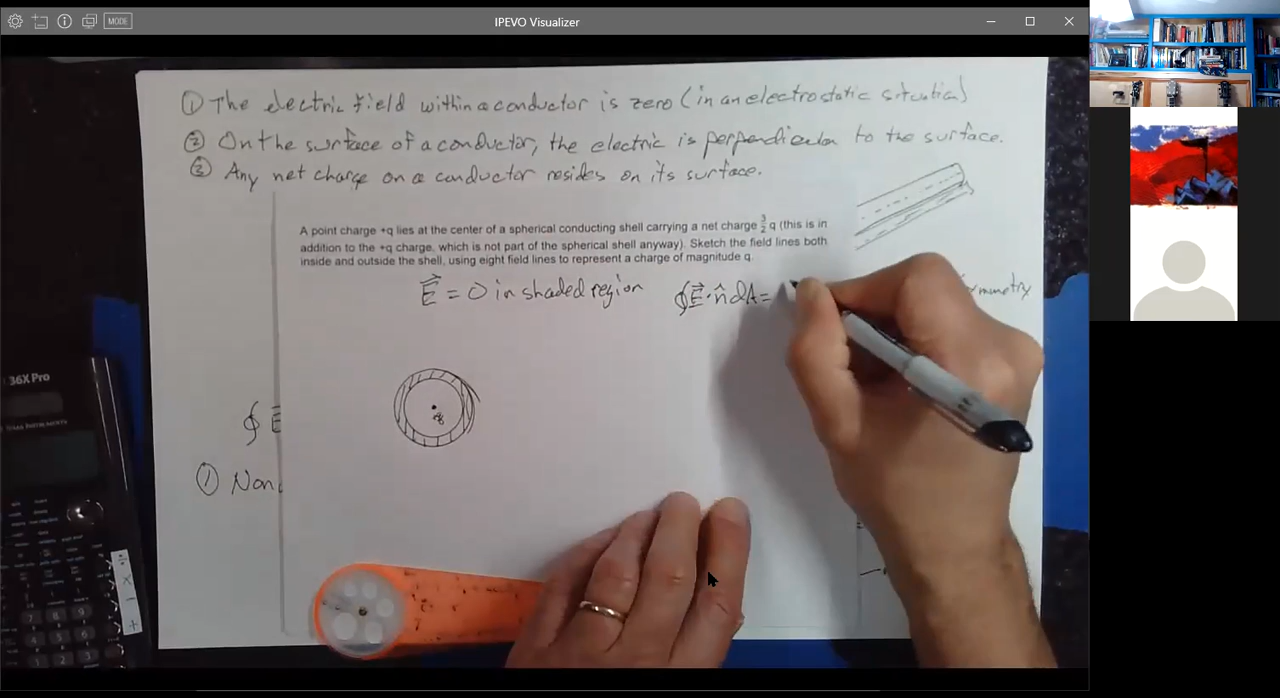 IPEVO Visualizer
MODE
① The electric field within a conductor is zero (in an electrostatic situation)
② On the surface of a conductor, the electric is perpendicular to the surface.
③ Any net charge on a conductor resides on its surface.
A point charge +q lies at the center of a spherical conducting shell carrying a net charge 3/2 q (this is in
addition to the +q charge, which is not part of the spherical shell anyway). Sketch the field lines both
inside and outside the shell, using eight field lines to represent a charge of magnitude q.
E⃗ = 0 in shaded region ∮E⃗·n̂dA=
36X Pro
q
∮ E
① Non